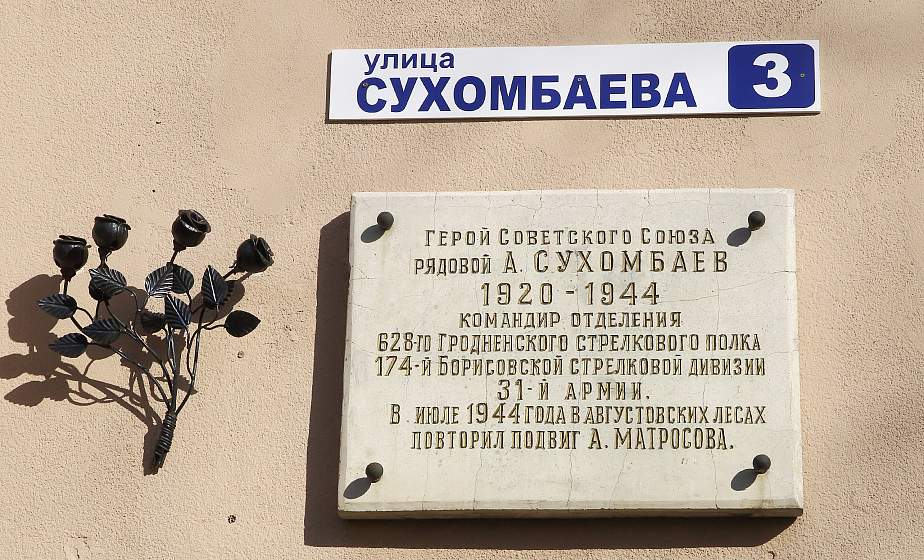 улица
СУХОМБАЕВА 3
ГЕРОЙ СОВЕТСКОГО СОЮЗА
РЯДОВОЙ А. СУХОМБАЕВ
1920 - 1944
КОМАНДИР ОТДЕЛЕНИЯ
628-ГО ГРОДНЕНСКОГО СТРЕЛКОВОГО ПОЛКА
174-Й БОРИСОВСКОЙ СТРЕЛКОВОЙ ДИВИЗИИ
31-Й АРМИИ.
В ИЮЛЕ 1944 ГОДА В АВГУСТОВСКИХ ЛЕСАХ
ПОВТОРИЛ ПОДВИГ А. МАТРОСОВА.